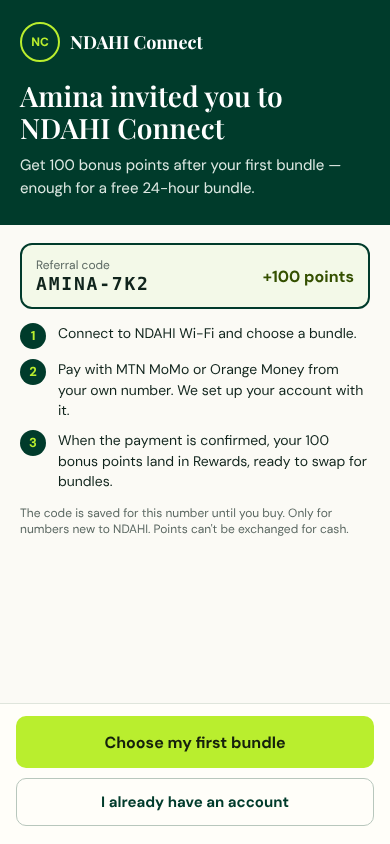 NC
NDAHI Connect
Amina invited you to
NDAHI Connect
Get 100 bonus points after your first bundle —
enough for a free 24-hour bundle.
Referral code
AMINA-7K2
+100 points
1
Connect to NDAHI Wi-Fi and choose a bundle.
2
Pay with MTN MoMo or Orange Money from
your own number. We set up your account with
it.
3
When the payment is confirmed, your 100
bonus points land in Rewards, ready to swap for
bundles.
The code is saved for this number until you buy. Only for
numbers new to NDAHI. Points can't be exchanged for cash.
Choose my first bundle
I already have an account